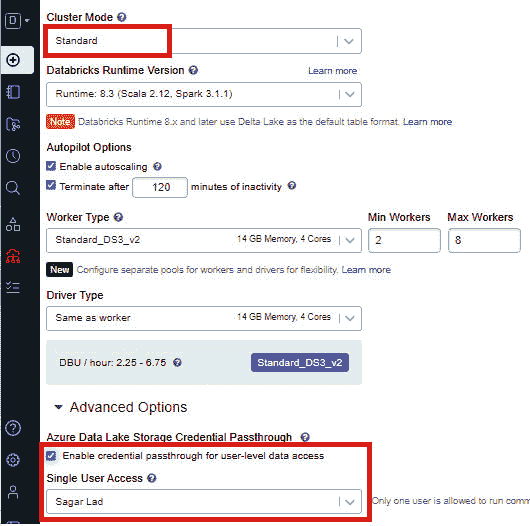 D
Cluster Mode
Standard
Databricks Runtime Version
Learn more
Runtime: 8.3 (Scala 2.12, Spark 3.1.1)
Note Databricks Runtime 8.x and later use Delta Lake as the default table format. Learn more
Autopilot Options
Enable autoscaling
Terminate after 120 minutes of inactivity
Worker Type Min Workers Max Workers
Standard_DS3_v2 14 GB Memory, 4 Cores 2 8
New Configure separate pools for workers and drivers for flexibility. Learn more
Driver Type
Same as worker 14 GB Memory, 4 Cores
DBU / hour: 2.25 - 6.75 Standard_DS3_v2
Advanced Options
Azure Data Lake Storage Credential Passthrough
Enable credential passthrough for user-level data access
Single User Access
Sagar Lad Only one user is allowed to run comm